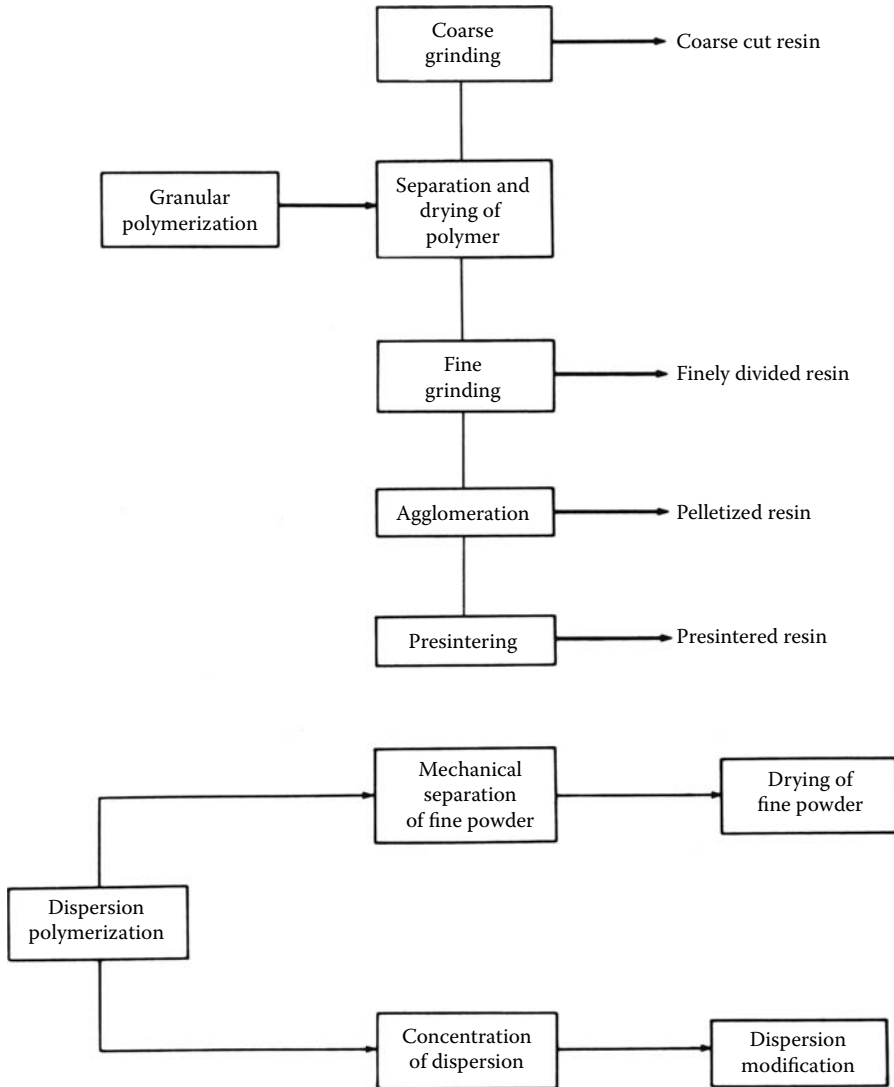 Coarse
grinding
Coarse cut resin
Granular
polymerization
Separation and
drying of
polymer
Fine
grinding
Finely divided resin
Agglomeration
Pelletized resin
Presintering
Presintered resin
Mechanical
separation
of fine powder
Drying of
fine powder
Dispersion
polymerization
Concentration
of dispersion
Dispersion
modification